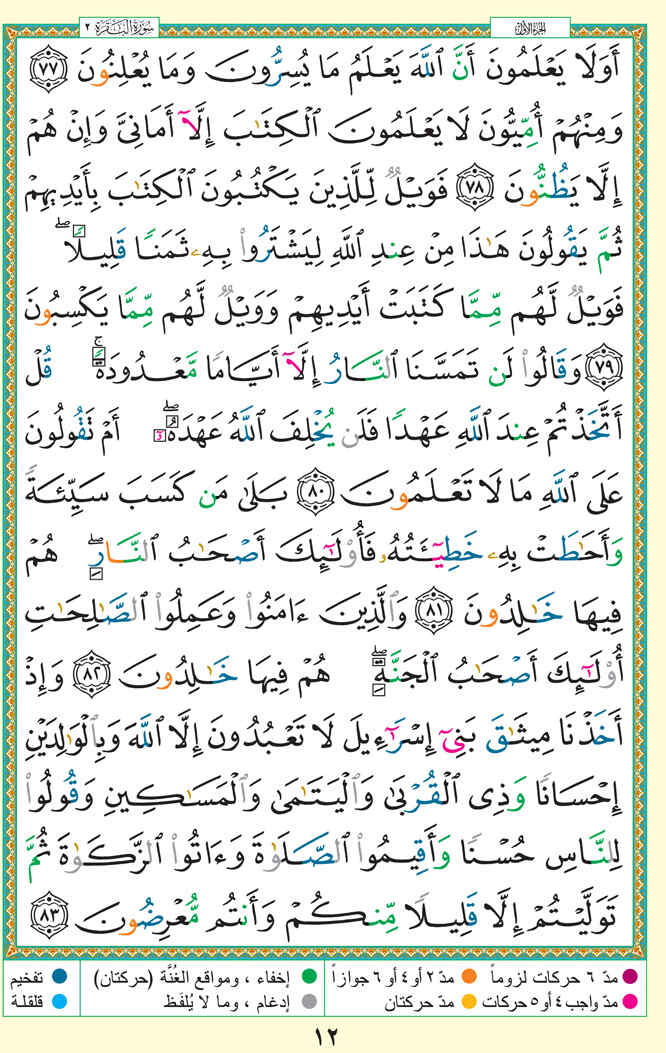 الجزء الأول
سُورَةُ البَقَرَة ٢
أَوَلَا يَعْلَمُونَ أَنَّ ٱللَّهَ يَعْلَمُ مَا يُسِرُّونَ وَمَا يُعْلِنُونَ ٧٧
وَمِنْهُمْ أُمِّيُّونَ لَا يَعْلَمُونَ ٱلْكِتَٰبَ إِلَّآ أَمَانِىَّ وَإِنْ هُمْ
إِلَّا يَظُنُّونَ ٧٨ فَوَيْلٌ لِّلَّذِينَ يَكْتُبُونَ ٱلْكِتَٰبَ بِأَيْدِيهِمْ
ثُمَّ يَقُولُونَ هَٰذَا مِنْ عِندِ ٱللَّهِ لِيَشْتَرُوا۟ بِهِۦ ثَمَنًا قَلِيلًا ۖ
فَوَيْلٌ لَّهُم مِّمَّا كَتَبَتْ أَيْدِيهِمْ وَوَيْلٌ لَّهُم مِّمَّا يَكْسِبُونَ
٧٩ وَقَالُوا۟ لَن تَمَسَّنَا ٱلنَّارُ إِلَّآ أَيَّامًا مَّعْدُودَةً ۚ قُلْ
أَتَّخَذْتُمْ عِندَ ٱللَّهِ عَهْدًا فَلَن يُخْلِفَ ٱللَّهُ عَهْدَهُۥٓ ۖ أَمْ تَقُولُونَ
عَلَى ٱللَّهِ مَا لَا تَعْلَمُونَ ٨٠ بَلَىٰ مَن كَسَبَ سَيِّئَةً
وَأَحَٰطَتْ بِهِۦ خَطِيٓـَٔتُهُۥ فَأُو۟لَٰٓئِكَ أَصْحَٰبُ ٱلنَّارِ ۖ هُمْ
فِيهَا خَٰلِدُونَ ٨١ وَٱلَّذِينَ ءَامَنُوا۟ وَعَمِلُوا۟ ٱلصَّٰلِحَٰتِ
أُو۟لَٰٓئِكَ أَصْحَٰبُ ٱلْجَنَّةِ ۖ هُمْ فِيهَا خَٰلِدُونَ ٨٢ وَإِذْ
أَخَذْنَا مِيثَٰقَ بَنِىٓ إِسْرَٰٓءِيلَ لَا تَعْبُدُونَ إِلَّا ٱللَّهَ وَبِٱلْوَٰلِدَيْنِ
إِحْسَانًا وَذِى ٱلْقُرْبَىٰ وَٱلْيَتَٰمَىٰ وَٱلْمَسَٰكِينِ وَقُولُوا۟
لِلنَّاسِ حُسْنًا وَأَقِيمُوا۟ ٱلصَّلَوٰةَ وَءَاتُوا۟ ٱلزَّكَوٰةَ ثُمَّ
تَوَلَّيْتُمْ إِلَّا قَلِيلًا مِّنكُمْ وَأَنتُم مُّعْرِضُونَ ٨٣
مدّ ٦ حركات لزوماً مدّ ٢ أو ٤ أو ٦ جوازاً إخفاء ، ومواقع الغُنَّة (حركتان) تفخيم
مدّ واجب ٤ أو ٥ حركات مدّ حركتان إدغام ، وما لا يُلفَظ قلقلة
١٢